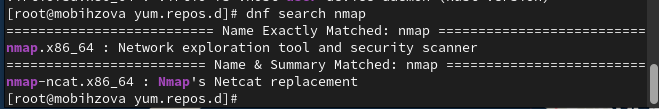 [root@mobihzova yum.repos.d]# dnf search nmap
========================= Name Exactly Matched: nmap =========================
nmap.x86_64 : Network exploration tool and security scanner
======================== Name & Summary Matched: nmap ========================
nmap-ncat.x86_64 : Nmap's Netcat replacement
[root@mobihzova yum.repos.d]#